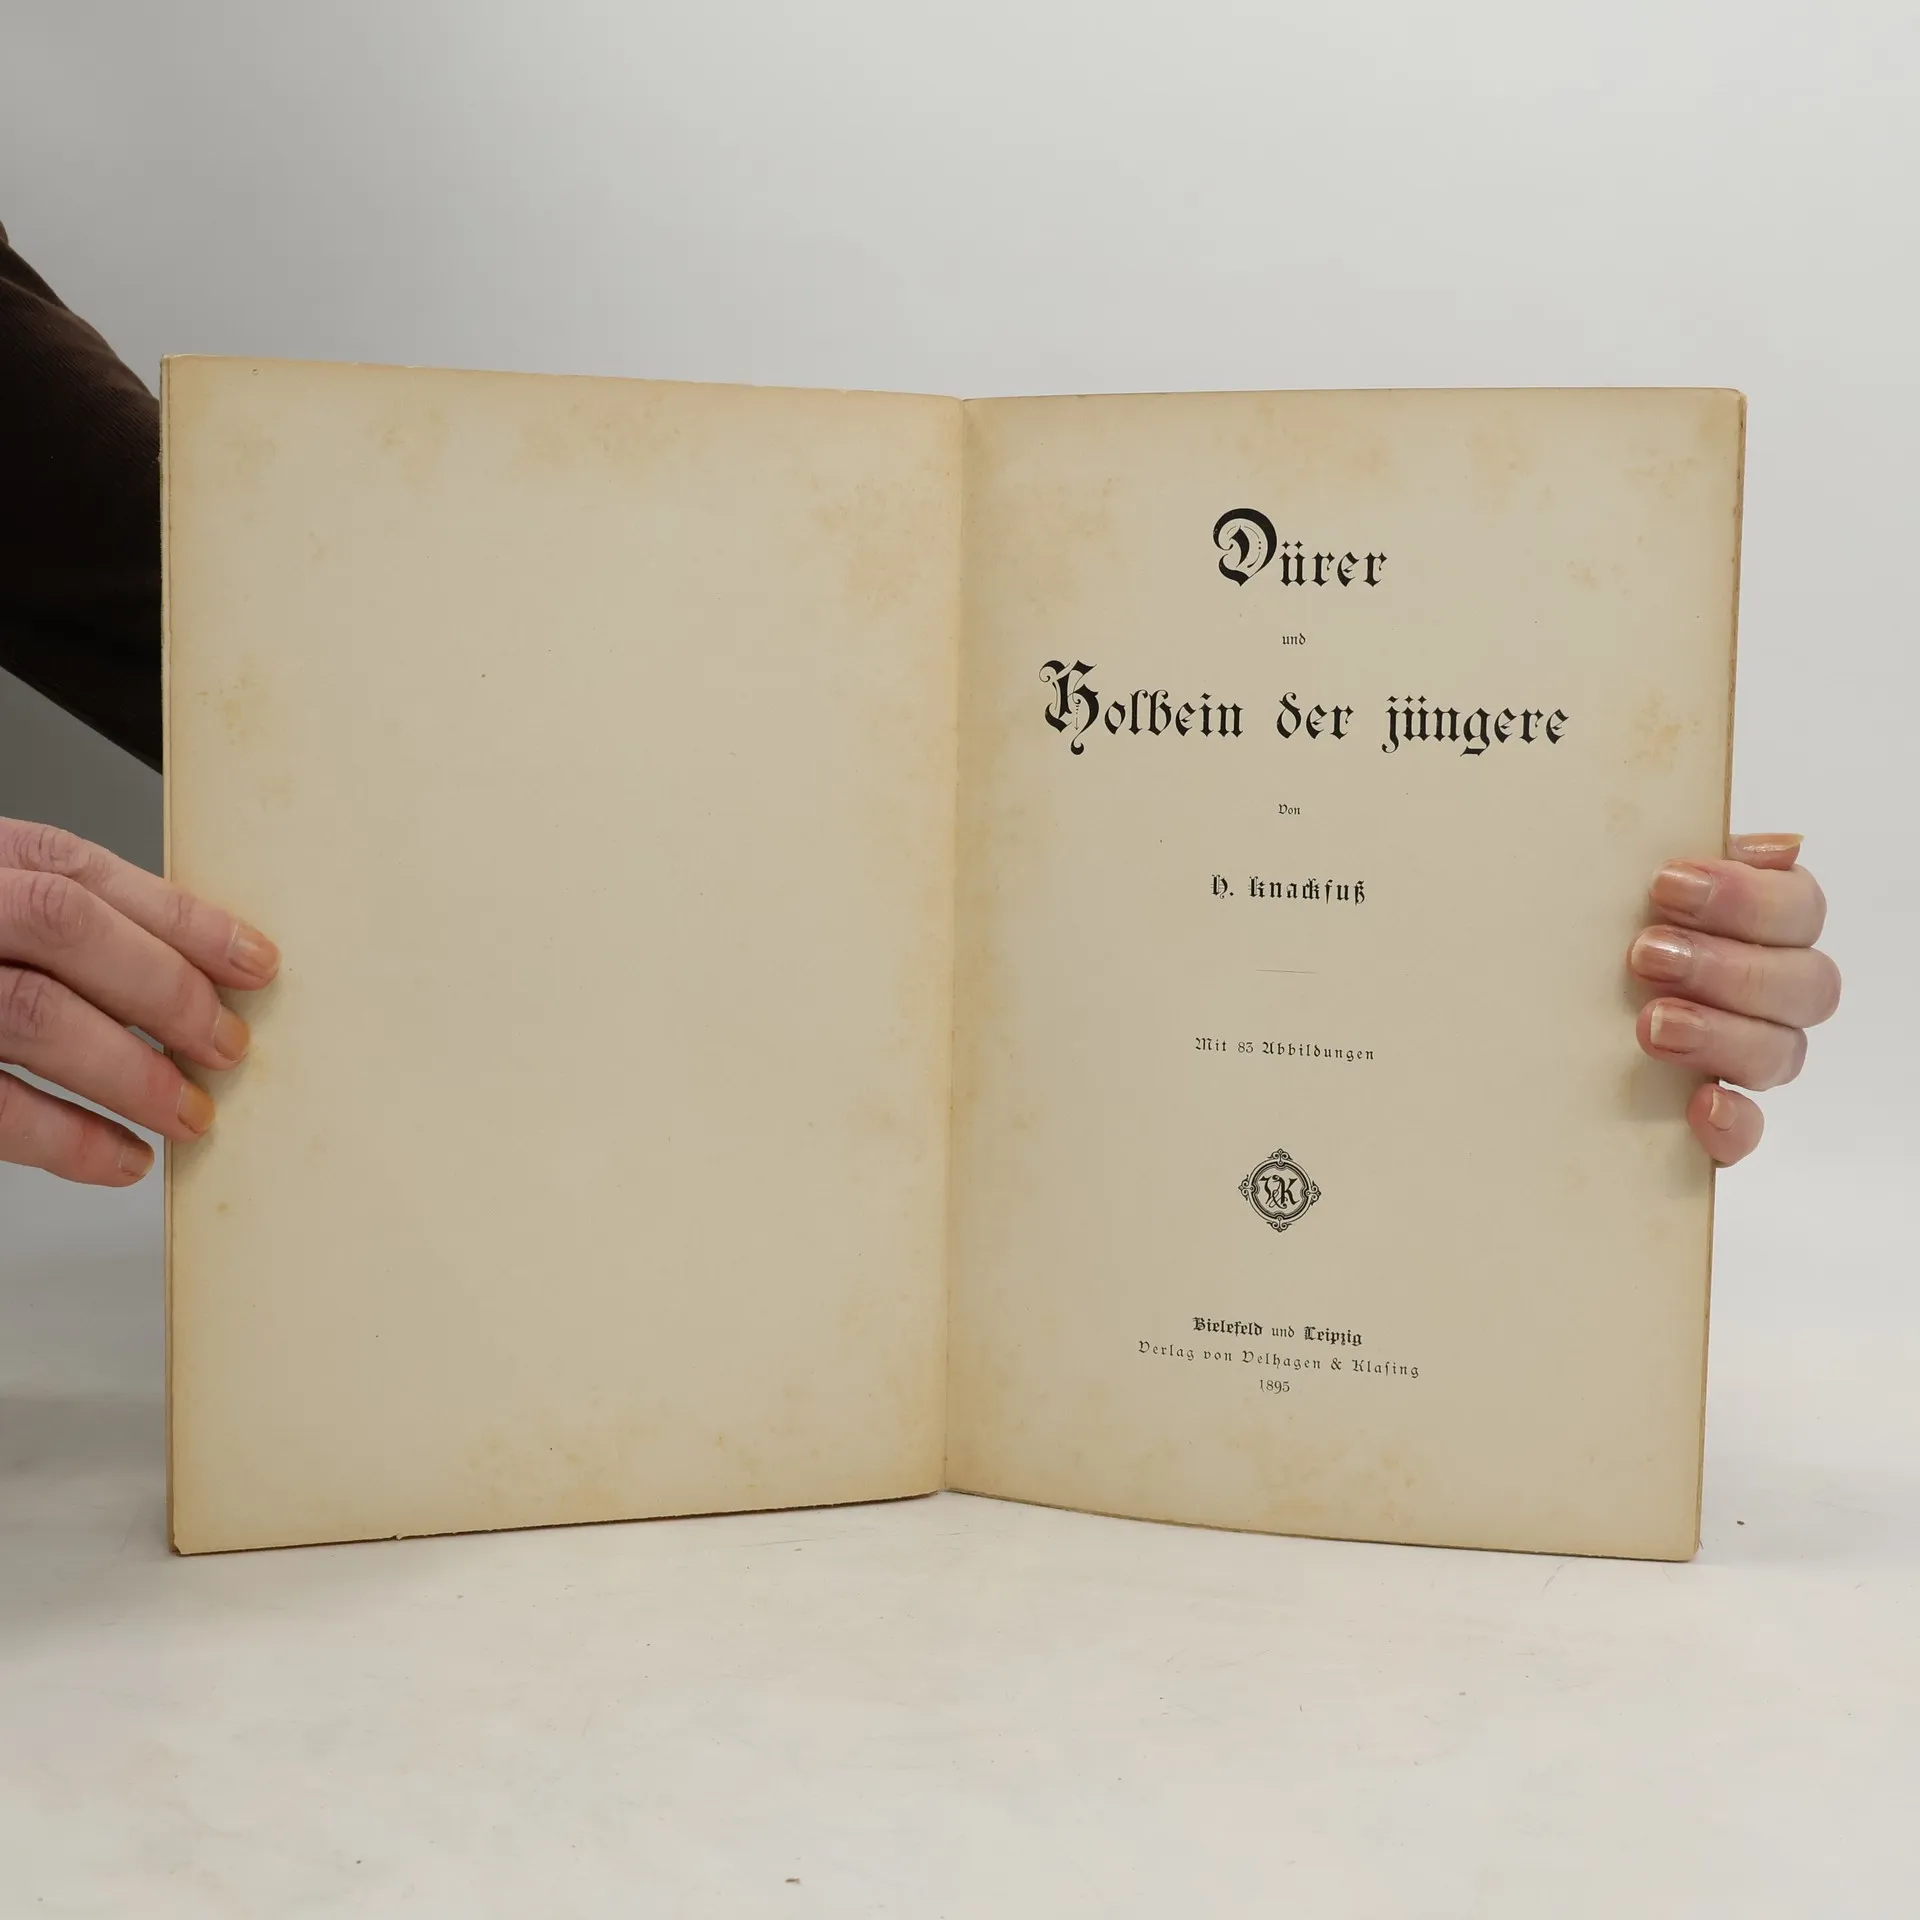 Dürer
und
Holbein der jüngere
Von
H. Knackfuß
Mit 83 Abbildungen
V&K
Bielefeld und Leipzig
Verlag von Velhagen & Klasing
1895